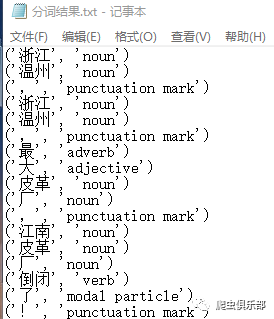 分词结果.txt - 记事本
文件(F) 编辑(E) 格式(O) 查看(V) 帮助(H)
('浙江', 'noun')
('温州', 'noun')
(', ', 'punctuation mark')
('浙江', 'noun')
('温州', 'noun')
(', ', 'punctuation mark')
('最', 'adverb')
('大', 'adjective')
('皮革', 'noun')
('厂', 'noun')
(', ', 'punctuation mark')
('江南', 'noun')
('皮革', 'noun')
('厂', 'noun')
('倒闭', 'verb')
('了', 'modal particle')
('！', 'punctuation mark')
爬虫俱乐部